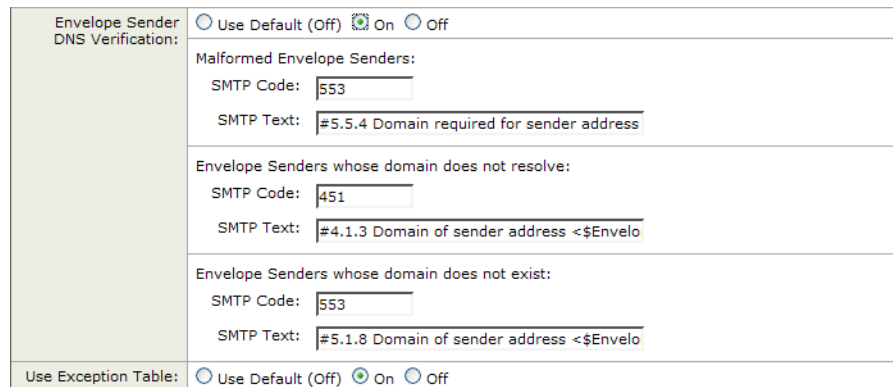 Envelope Sender DNS Verification:
Use Default (Off) On Off
Malformed Envelope Senders:
SMTP Code: 553
SMTP Text: #5.5.4 Domain required for sender address
Envelope Senders whose domain does not resolve:
SMTP Code: 451
SMTP Text: #4.1.3 Domain of sender address <$Envelo
Envelope Senders whose domain does not exist:
SMTP Code: 553
SMTP Text: #5.1.8 Domain of sender address <$Envelo
Use Exception Table: Use Default (Off) On Off